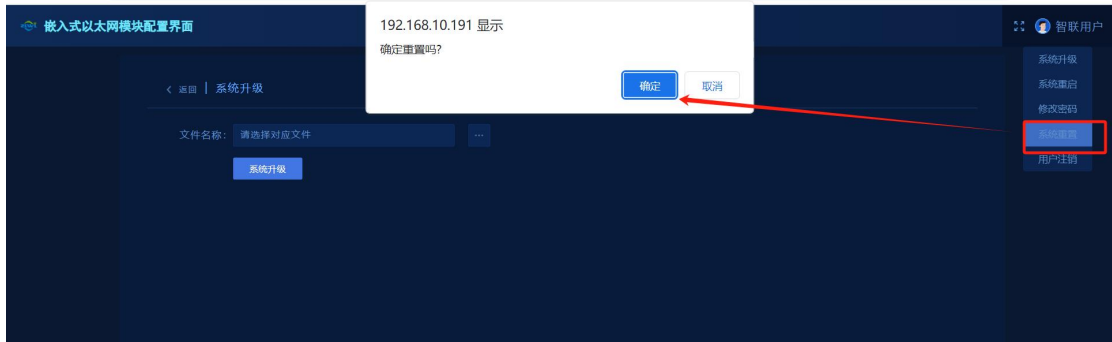 嵌入式以太网模块配置界面
192.168.10.191 显示
确定重置吗?
确定
取消
智联用户
系统升级
系统重启
修改密码
系统重置
用户注销
< 返回 | 系统升级
文件名称: 请选择对应文件 ...
系统升级